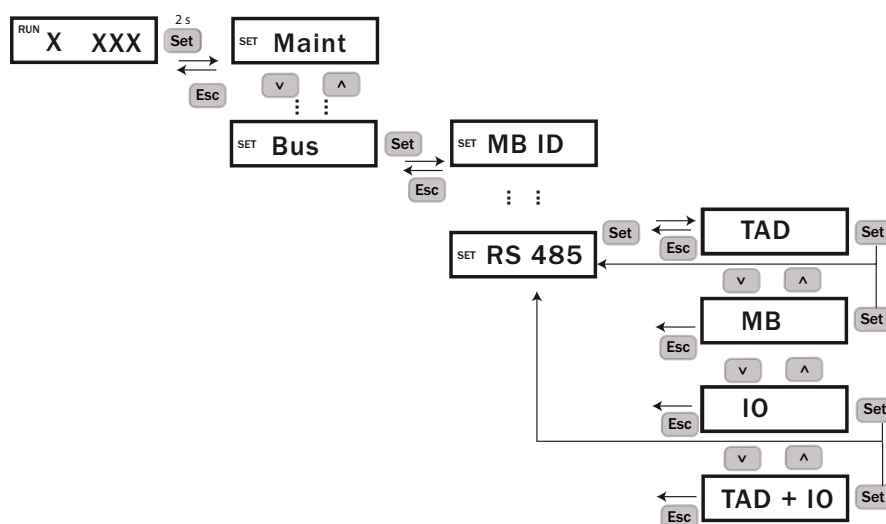 2 s
RUN X XXX Set SET Maint
Esc v ^
SET Bus Set SET MB ID
Esc
SET RS 485 Set TAD Set
Esc
v ^
MB Set
Esc
v ^
IO Set
Esc
v ^
TAD + IO Set
Esc